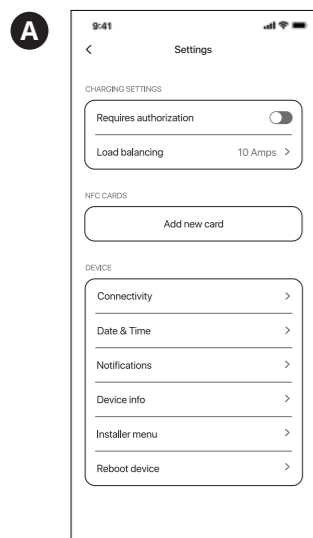 A
9:41
Settings
CHARGING SETTINGS
Requires authorization
Load balancing 10 Amps >
NFC CARDS
Add new card
DEVICE
Connectivity >
Date & Time >
Notifications >
Device info >
Installer menu >
Reboot device >